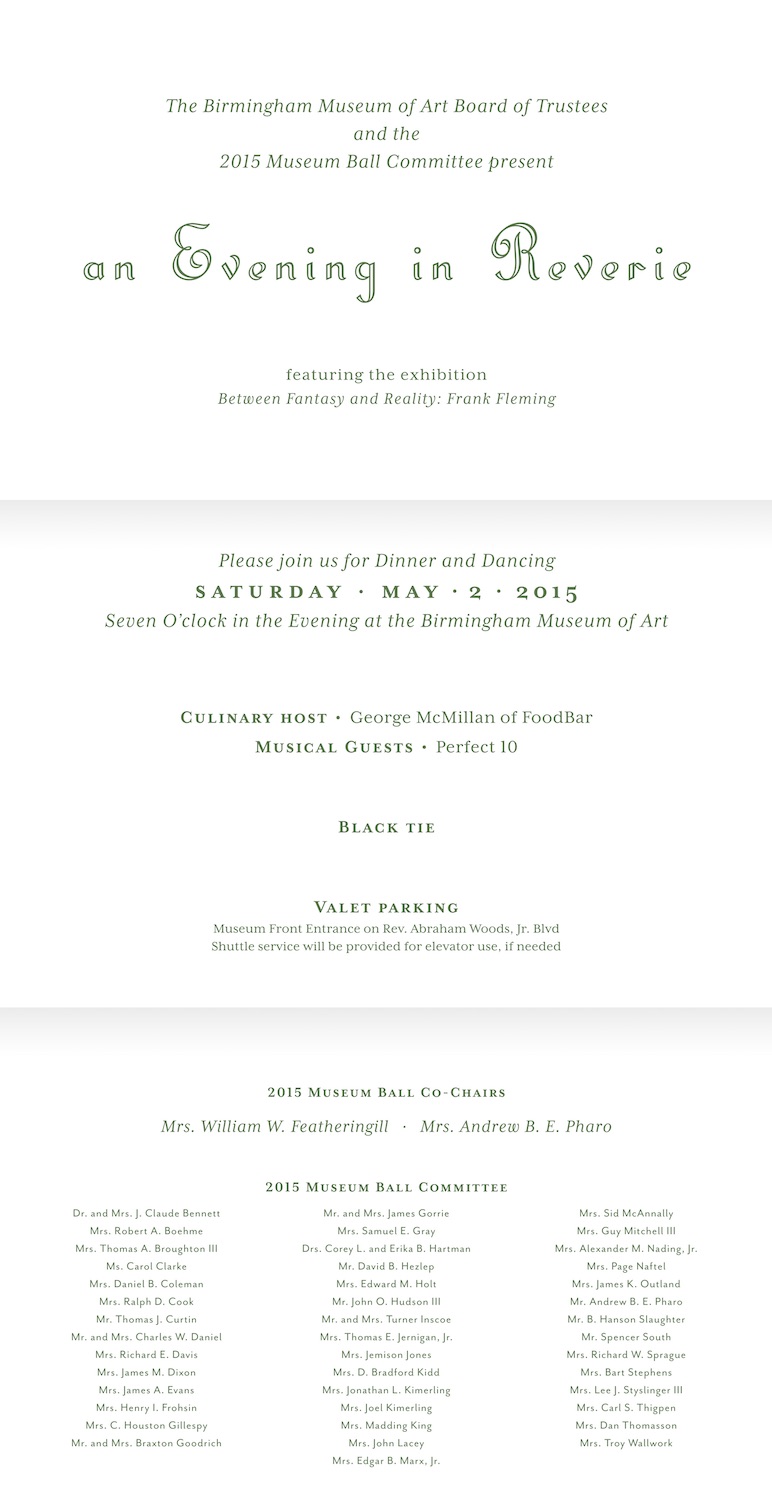 The Birmingham Museum of Art Board of Trustees
and the
2015 Museum Ball Committee present
an Evening in Reverie
featuring the exhibition
Between Fantasy and Reality: Frank Fleming
Please join us for Dinner and Dancing
SATURDAY · MAY · 2 · 2015
Seven O'clock in the Evening at the Birmingham Museum of Art
Culinary host • George McMillan of FoodBar
Musical Guests • Perfect 10
Black tie
Valet parking
Museum Front Entrance on Rev. Abraham Woods, Jr. Blvd
Shuttle service will be provided for elevator use, if needed
2015 Museum Ball Co-Chairs
Mrs. William W. Featheringill · Mrs. Andrew B. E. Pharo
2015 Museum Ball Committee
Dr. and Mrs. J. Claude Bennett
Mrs. Robert A. Boehme
Mrs. Thomas A. Broughton III
Ms. Carol Clarke
Mrs. Daniel B. Coleman
Mrs. Ralph D. Cook
Mr. Thomas J. Curtin
Mr. and Mrs. Charles W. Daniel
Mrs. Richard E. Davis
Mrs. James M. Dixon
Mrs. James A. Evans
Mrs. Henry I. Frohsin
Mrs. C. Houston Gillespy
Mr. and Mrs. Braxton Goodrich
Mr. and Mrs. James Gorrie
Mrs. Samuel E. Gray
Drs. Corey L. and Erika B. Hartman
Mr. David B. Hezlep
Mrs. Edward M. Holt
Mr. John O. Hudson III
Mr. and Mrs. Turner Inscoe
Mrs. Thomas E. Jernigan, Jr.
Mrs. Jemison Jones
Mrs. D. Bradford Kidd
Mrs. Jonathan L. Kimerling
Mrs. Joel Kimerling
Mrs. Madding King
Mrs. John Lacey
Mrs. Edgar B. Marx, Jr.
Mrs. Sid McAnnally
Mrs. Guy Mitchell III
Mrs. Alexander M. Nading, Jr.
Mrs. Page Naftel
Mrs. James K. Outland
Mr. Andrew B. E. Pharo
Mr. B. Hanson Slaughter
Mr. Spencer South
Mrs. Richard W. Sprague
Mrs. Bart Stephens
Mrs. Lee J. Styslinger III
Mrs. Carl S. Thigpen
Mrs. Dan Thomasson
Mrs. Troy Wallwork